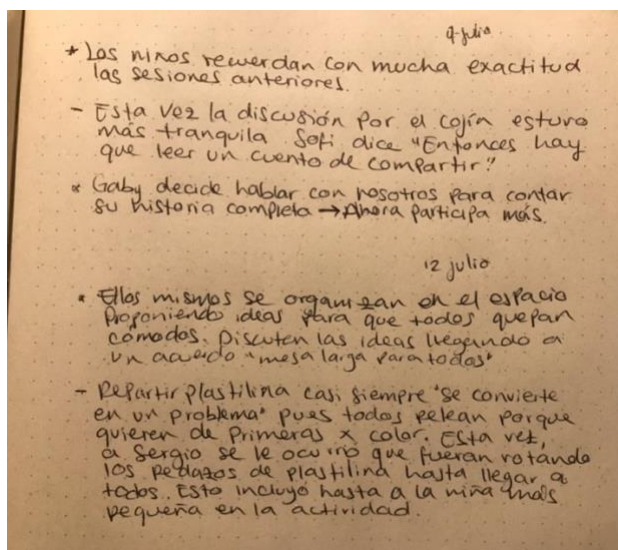 9-julio
* Los niños recuerdan con mucha exactitud
las sesiones anteriores.
- Esta vez la discusión por el cojín estuvo
más tranquila Sofi dice "Entonces hay
que leer un cuento de compartir?"
* Gaby decide hablar con nosotros para contar
su historia completa → Ahora participa más.
12 julio
* Ellos mismos se organizan en el espacio
Proponiendo ideas para que todos quepan
cómodos. Discuten las ideas llegando a
un acuerdo "mesa larga para todos"
- Repartir plastilina casi siempre "se convierte
en un problema" pues todos pelean porque
quieren de primeras x color. Esta vez,
a Sergio se le ocurrió que fueran rotando
los pedazos de plastilina hasta llegar a
todos. Esto incluyó hasta a la niña más
pequeña en la actividad.